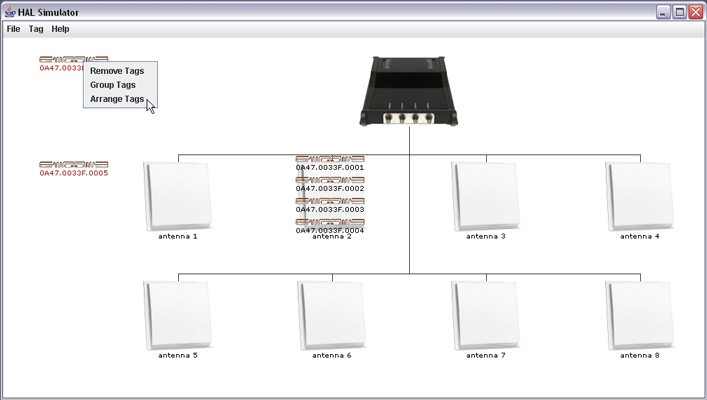 HAL Simulator
File Tag Help
0A47.0033F.
Remove Tags
Group Tags
Arrange Tags
0A47.0033F.0005
0A47.0033F.0001
0A47.0033F.0002
0A47.0033F.0003
0A47.0033F.0004
antenna 1
antenna 2
antenna 3
antenna 4
antenna 5
antenna 6
antenna 7
antenna 8